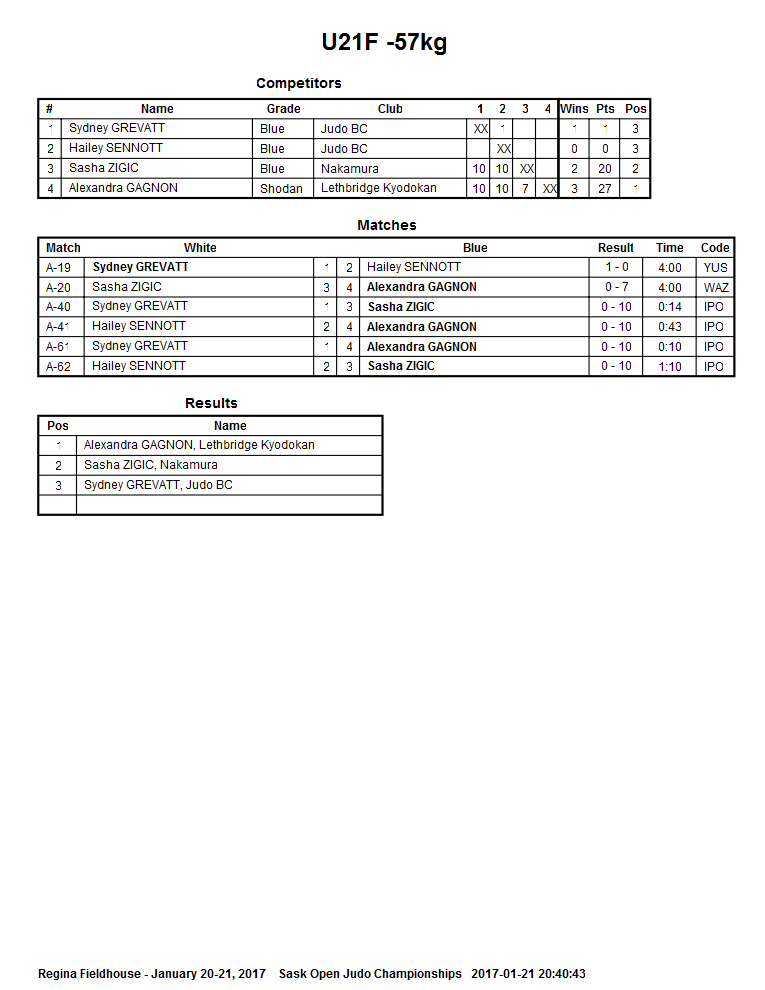 U21F -57kg
Competitors
# Name Grade Club 1 2 3 4 Wins Pts Pos
1 Sydney GREVATT Blue Judo BC XX 1 1 1 3
2 Hailey SENNOTT Blue Judo BC XX 0 0 3
3 Sasha ZIGIC Blue Nakamura 10 10 XX 2 20 2
4 Alexandra GAGNON Shodan Lethbridge Kyodokan 10 10 7 XX 3 27 1
Matches
Match White Blue Result Time Code
A-19 Sydney GREVATT 1 2 Hailey SENNOTT 1 - 0 4:00 YUS
A-20 Sasha ZIGIC 3 4 Alexandra GAGNON 0 - 7 4:00 WAZ
A-40 Sydney GREVATT 1 3 Sasha ZIGIC 0 - 10 0:14 IPO
A-41 Hailey SENNOTT 2 4 Alexandra GAGNON 0 - 10 0:43 IPO
A-61 Sydney GREVATT 1 4 Alexandra GAGNON 0 - 10 0:10 IPO
A-62 Hailey SENNOTT 2 3 Sasha ZIGIC 0 - 10 1:10 IPO
Results
Pos Name
1 Alexandra GAGNON, Lethbridge Kyodokan
2 Sasha ZIGIC, Nakamura
3 Sydney GREVATT, Judo BC
Regina Fieldhouse - January 20-21, 2017 Sask Open Judo Championships 2017-01-21 20:40:43